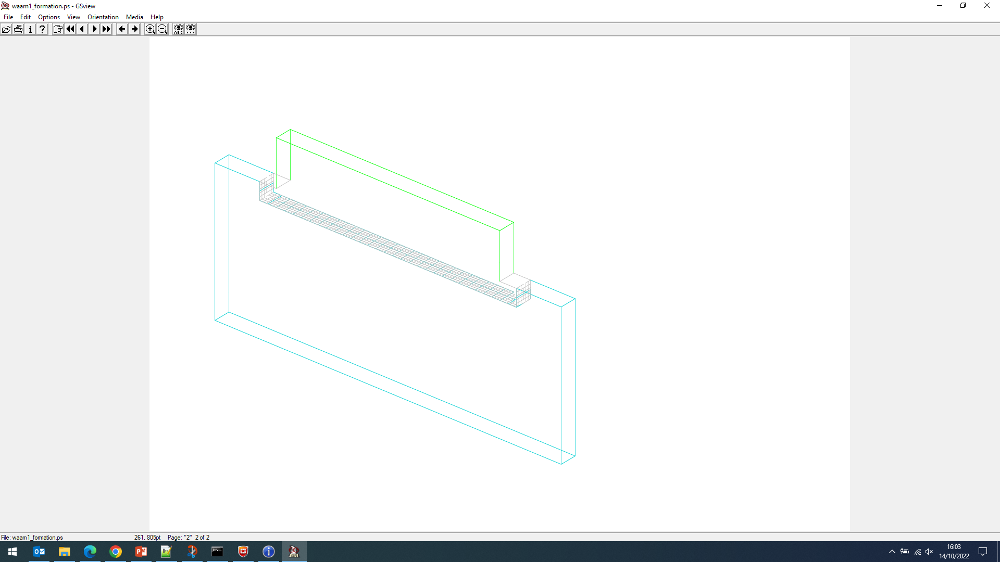 waam1_formation.ps - GSview
File Edit Options View Orientation Media Help
File: waam1_formation.ps 261, 805pt Page: "2" 2 of 2
16:03
14/10/2022